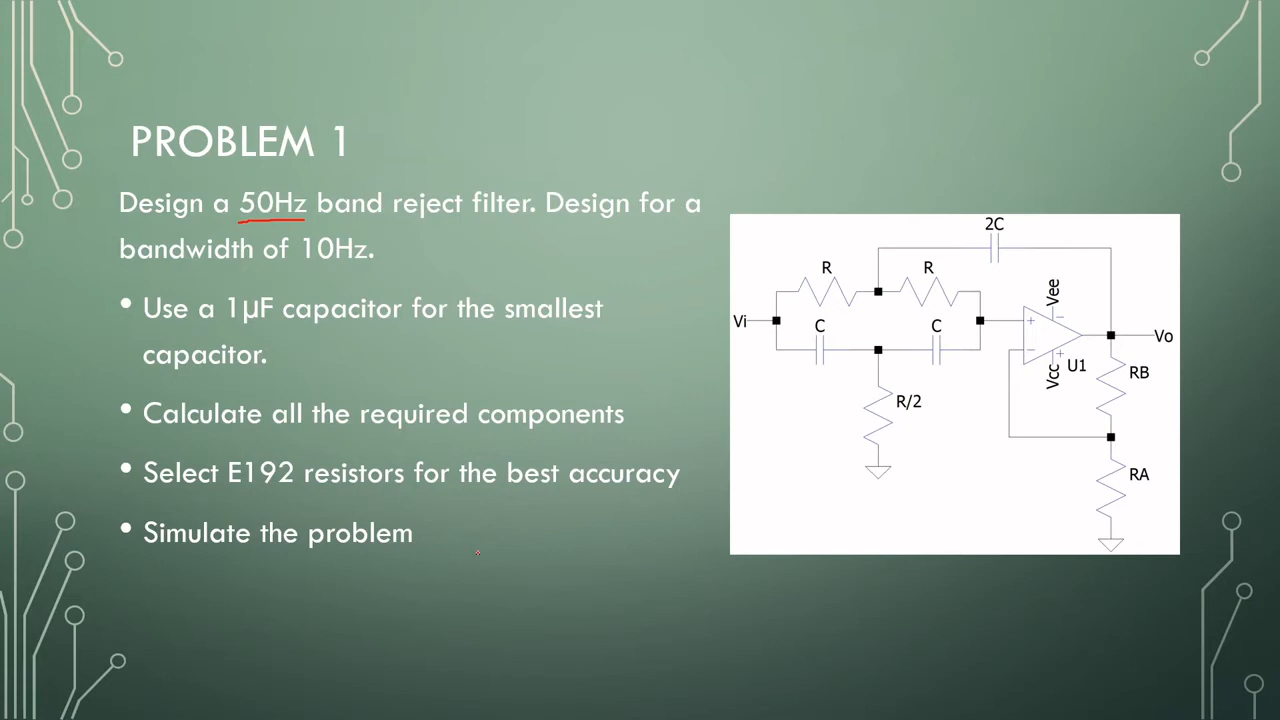 PROBLEM 1
Design a 50Hz band reject filter. Design for a
bandwidth of 10Hz.
• Use a 1µF capacitor for the smallest
capacitor.
• Calculate all the required components
• Select E192 resistors for the best accuracy
• Simulate the problem
2C
R
R
Vee
Vi
C
C
+
−
Vo
−
+
U1
Vcc
RB
R/2
RA